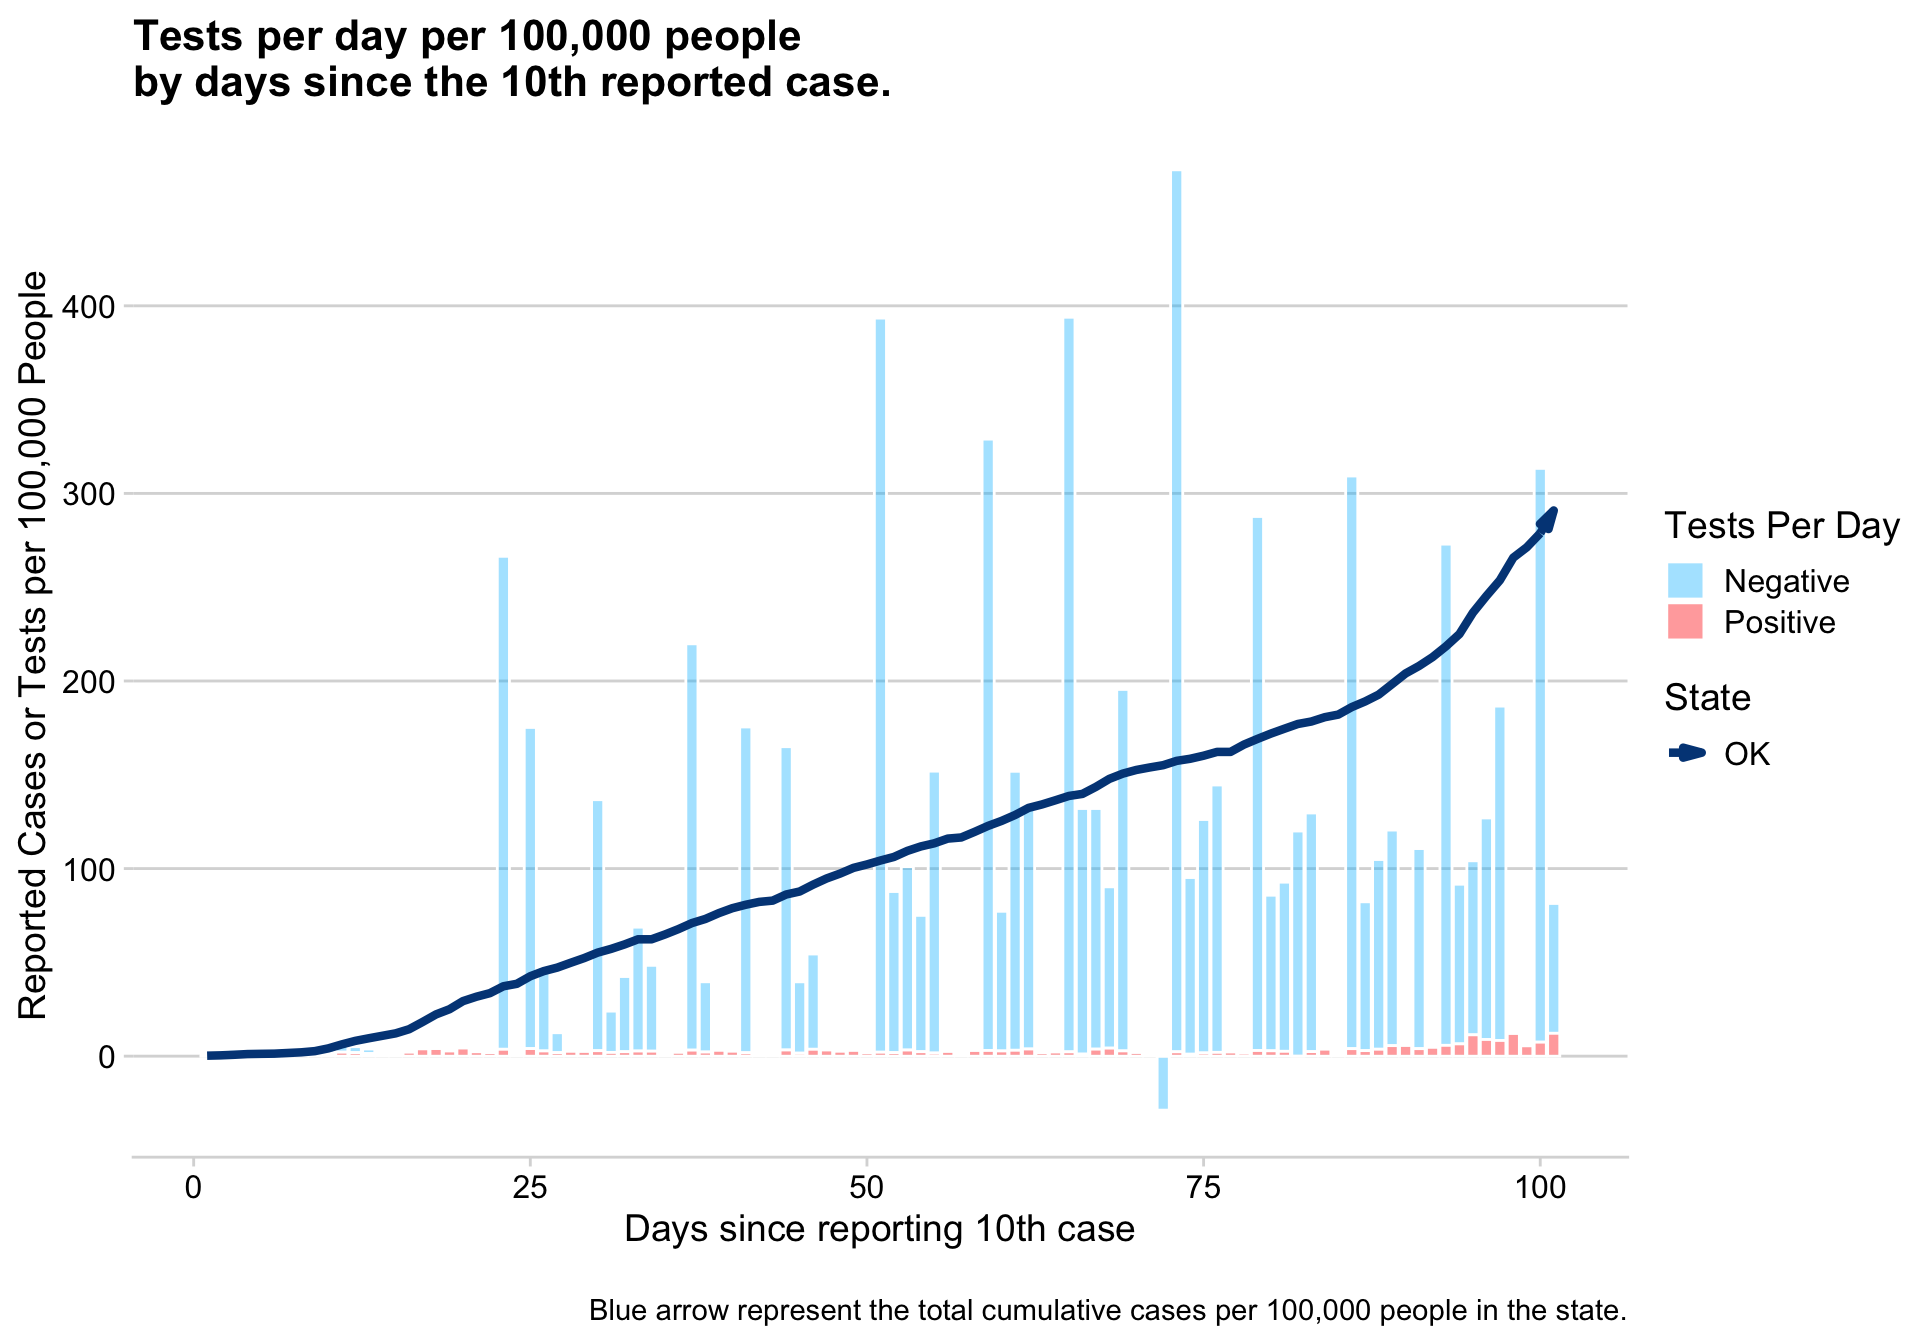 Tests per day per 100,000 people
by days since the 10th reported case.
Reported Cases or Tests per 100,000 People
400
300
200
100
0
0
25
50
75
100
Days since reporting 10th case
Tests Per Day
Negative
Positive
State
OK
Blue arrow represent the total cumulative cases per 100,000 people in the state.